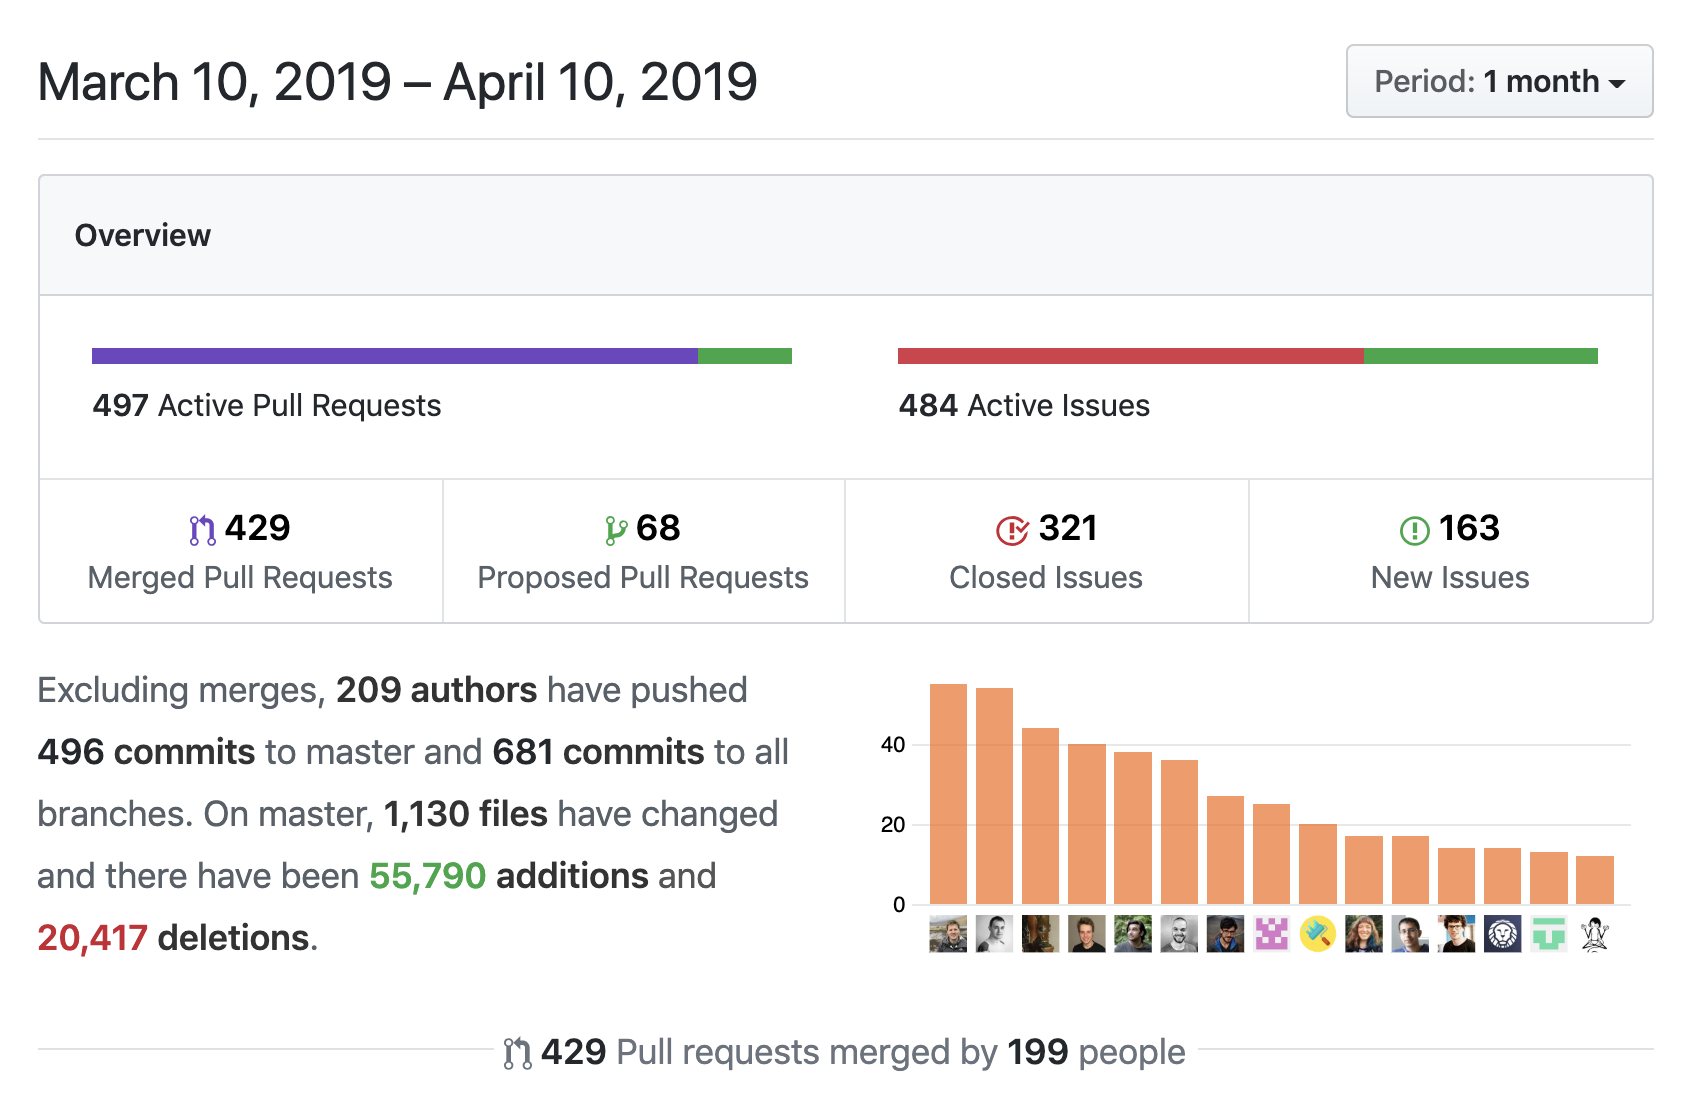 March 10, 2019 – April 10, 2019
Period: 1 month
Overview
497 Active Pull Requests
484 Active Issues
429
Merged Pull Requests
68
Proposed Pull Requests
321
Closed Issues
163
New Issues
Excluding merges, 209 authors have pushed
496 commits to master and 681 commits to all
branches. On master, 1,130 files have changed
and there have been 55,790 additions and
20,417 deletions.
40
20
0
429 Pull requests merged by 199 people